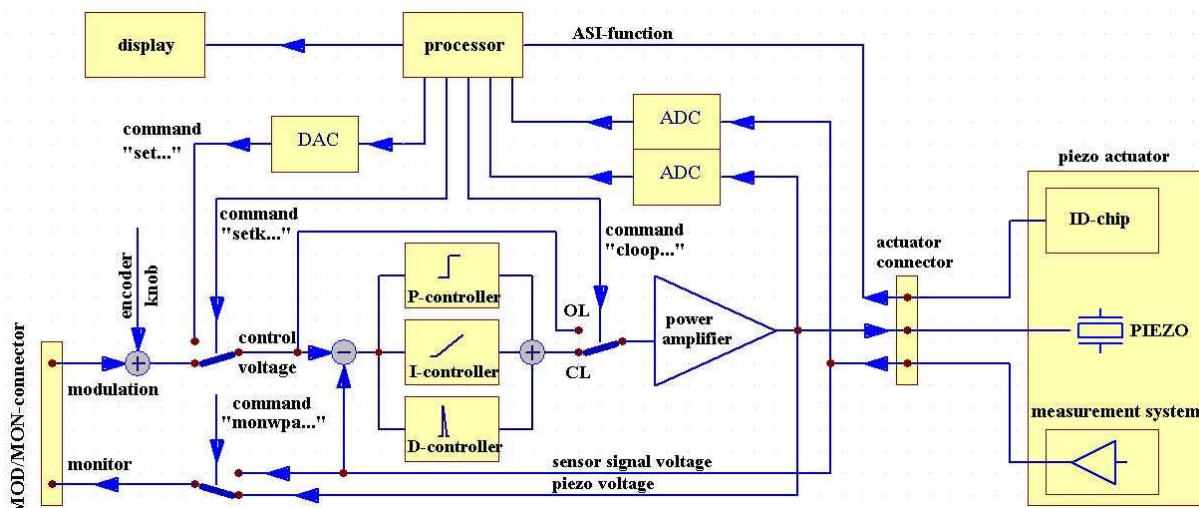 display
processor
ASI-function
command
"set..."
DAC
ADC
ADC
piezo actuator
ID-chip
command
"setk..."
command
"cloop..."
actuator
connector
encoder
knob
P-controller
OL
power
amplifier
PIEZO
control
voltage
modulation
I-controller
CL
MOD/MON-connector
command
"monwpa..."
D-controller
measurement system
monitor
sensor signal voltage
piezo voltage